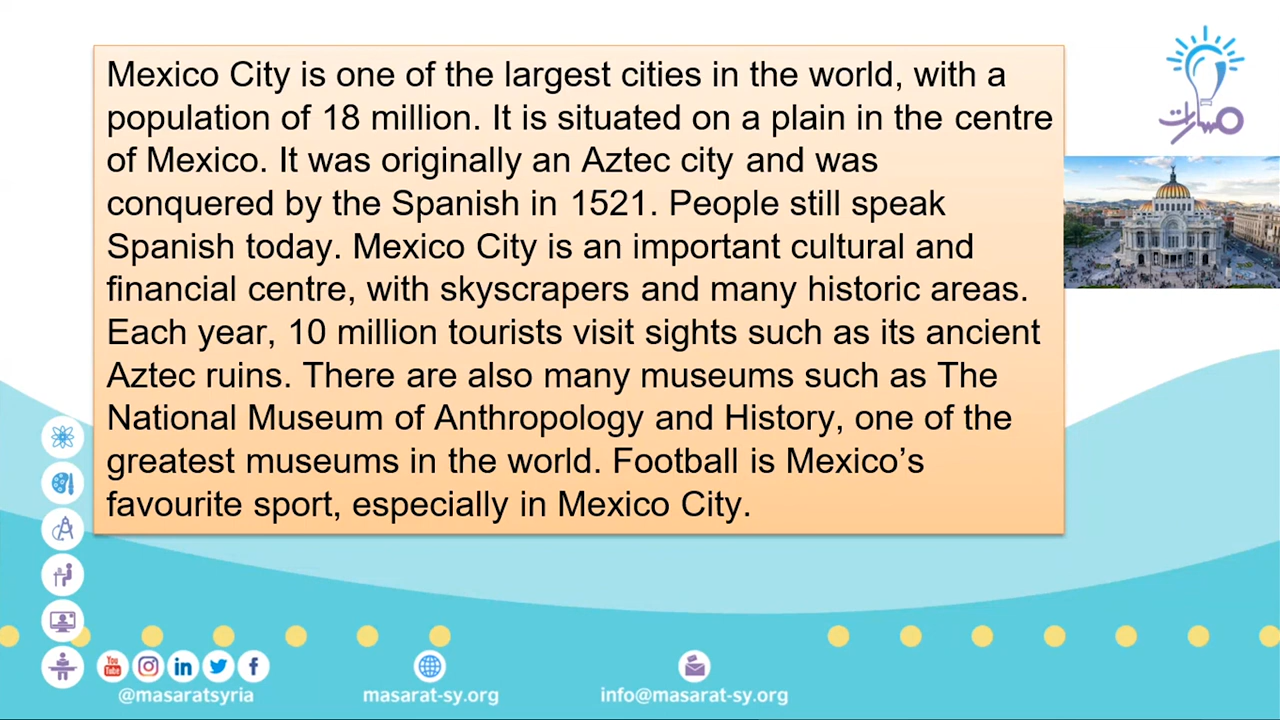 Mexico City is one of the largest cities in the world, with a
population of 18 million. It is situated on a plain in the centre
of Mexico. It was originally an Aztec city and was
conquered by the Spanish in 1521. People still speak
Spanish today. Mexico City is an important cultural and
financial centre, with skyscrapers and many historic areas.
Each year, 10 million tourists visit sights such as its ancient
Aztec ruins. There are also many museums such as The
National Museum of Anthropology and History, one of the
greatest museums in the world. Football is Mexico’s
favourite sport, especially in Mexico City.
مسارات
You Tube
in
f
@masaratsyria
masarat-sy.org
info@masarat-sy.org